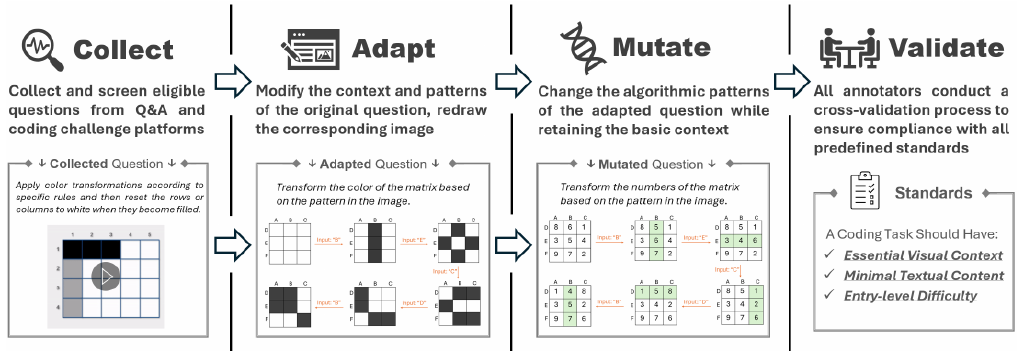 Collect
Collect and screen eligible
questions from Q&A and
coding challenge platforms
↓ Collected Question ↓
Apply color transformations according to
specific rules and then reset the rows or
columns to white when they become filled.
1 2 3 4 5
1
2
3
4
Adapt
Modify the context and patterns
of the original question, redraw
the corresponding image
↓ Adapted Question ↓
Transform the color of the matrix based
on the pattern in the image.
A B C
D
E
F
Input: "B"
A B C
D
E
F
Input: "E"
A B C
D
E
F
Input: "C"
A B C
D
E
F
Input: "D"
A B C
D
E
F
A B C
D
E
F
Mutate
Change the algorithmic patterns
of the adapted question while
retaining the basic context
↓ Mutated Question ↓
Transform the numbers of the matrix
based on the pattern in the image.
A B C
D 8 6 1
E 3 5 4
F 9 7 2
Input: "B"
A B C
D 8 5 1
E 3 6 4
F 9 7 2
Input: "E"
A B C
D 8 5 1
E 3 4 6
F 9 7 2
Input: "C"
A B C
D 1 4 8
E 3 5 2
F 9 7 6
Input: "B"
A B C
D 1 5 8
E 3 4 2
F 9 7 6
Input: "D"
A B C
D 8 5 1
E 3 4 2
F 9 7 6
Validate
All annotators conduct a
cross-validation process to
ensure compliance with all
predefined standards
Standards
A Coding Task Should Have:
✓ Essential Visual Context
✓ Minimal Textual Content
✓ Entry-level Difficulty